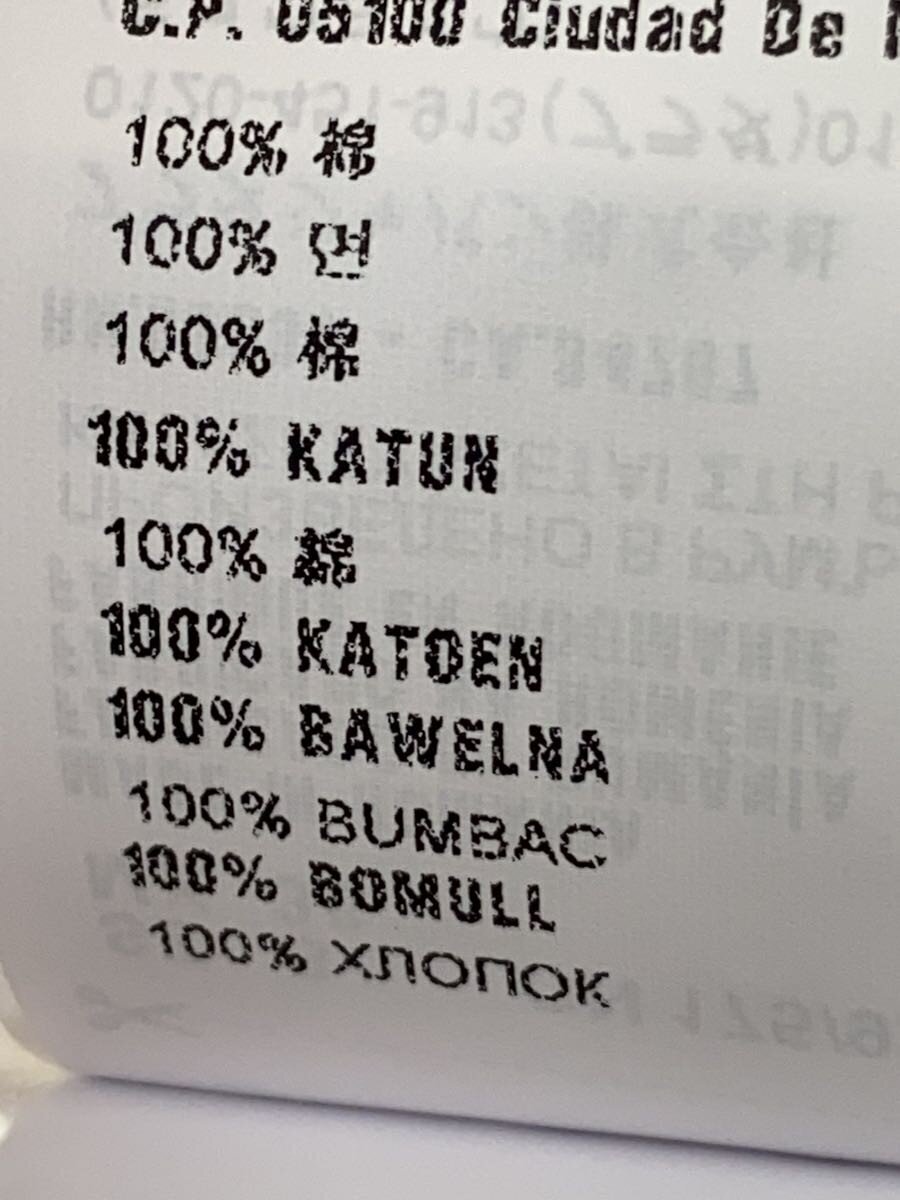 C.P. 05100 Ciudad De
100% 棉
100% 면
100% 棉
100% KATUN
100% 綿
100% KATOEN
100% BAWELNA
100% BUMBAC
100% BOMULL
100% ХЛОПОК